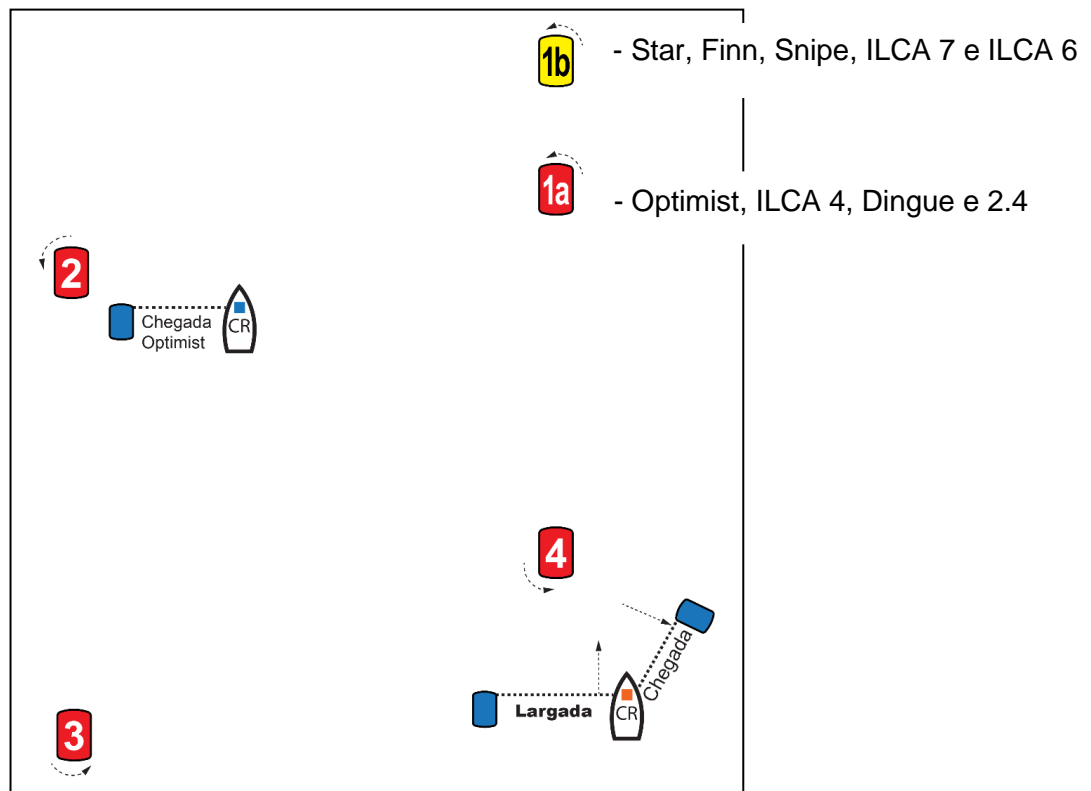 1b
- Star, Finn, Snipe, ILCA 7 e ILCA 6
1a
- Optimist, ILCA 4, Dingue e 2.4
2
Chegada
Optimist
CR
4
Chegada
Largada
CR
3